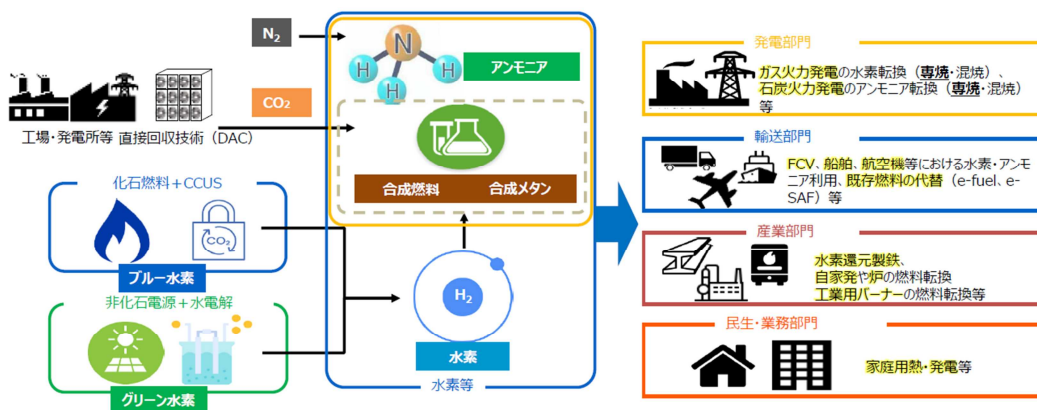 N₂
N
H
H
H
アンモニア
CO₂
工場・発電所等 直接回収技術（DAC）
合成燃料 合成メタン
化石燃料＋CCUS
CO₂
ブルー水素
非化石電源＋水電解
グリーン水素
H₂
水素
水素等
発電部門
ガス火力発電の水素転換（専焼・混焼）、
石炭火力発電のアンモニア転換（専焼・混焼）
等
輸送部門
FCV、船舶、航空機等における水素・アンモ
ニア利用、既存燃料の代替（e-fuel、e-
SAF）等
産業部門
水素還元製鉄、
自家発や炉の燃料転換
工業用バーナーの燃料転換等
民生・業務部門
家庭用熱・発電等